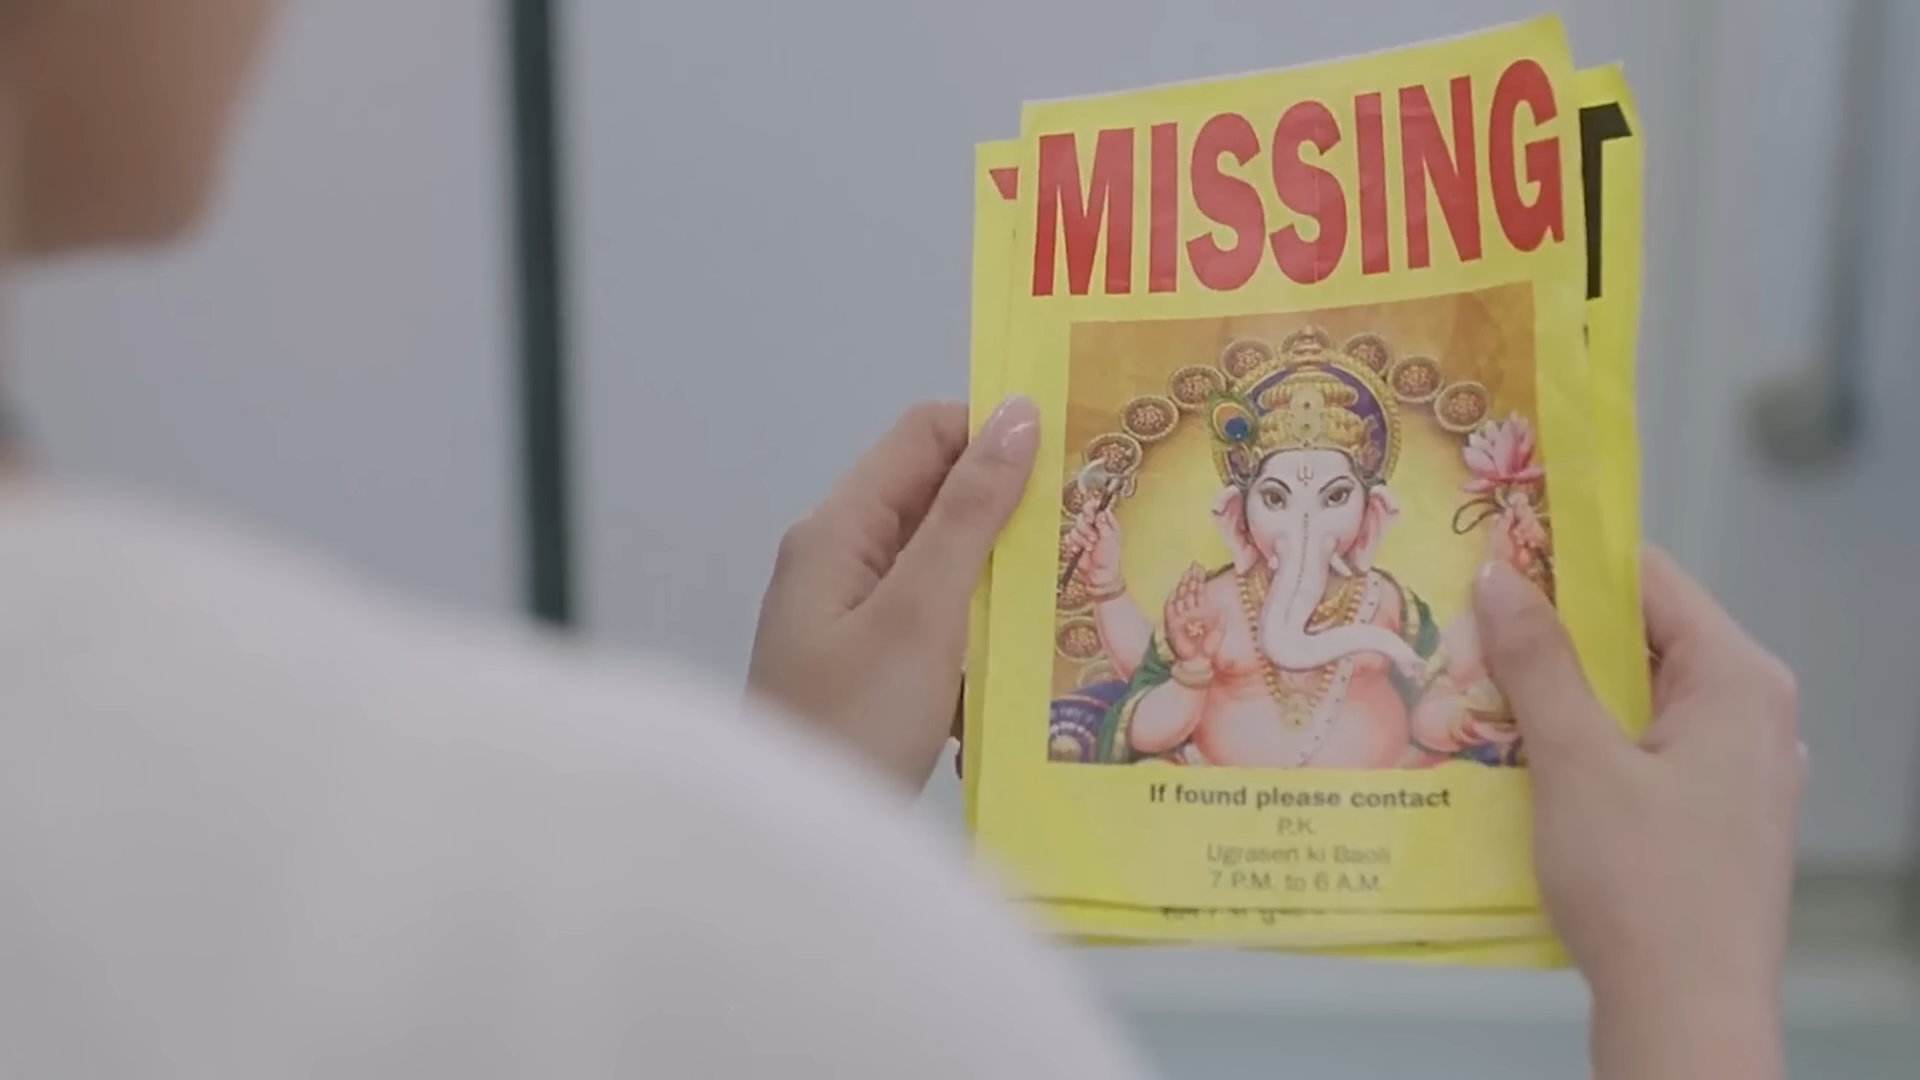 MISSING
If found please contact
P.K.
Ugrasen ki Baoli
7 P.M. to 6 A.M.